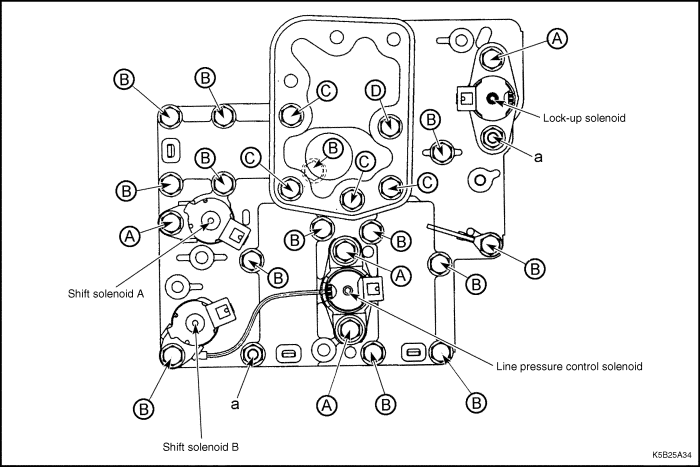 A
B
B
B
C
D
Lock-up solenoid
B
a
B
B
B
C
C
C
A
B
B
B
A
B
B
Shift solenoid A
Line pressure control solenoid
B
a
A
B
B
Shift solenoid B
K5B25A34